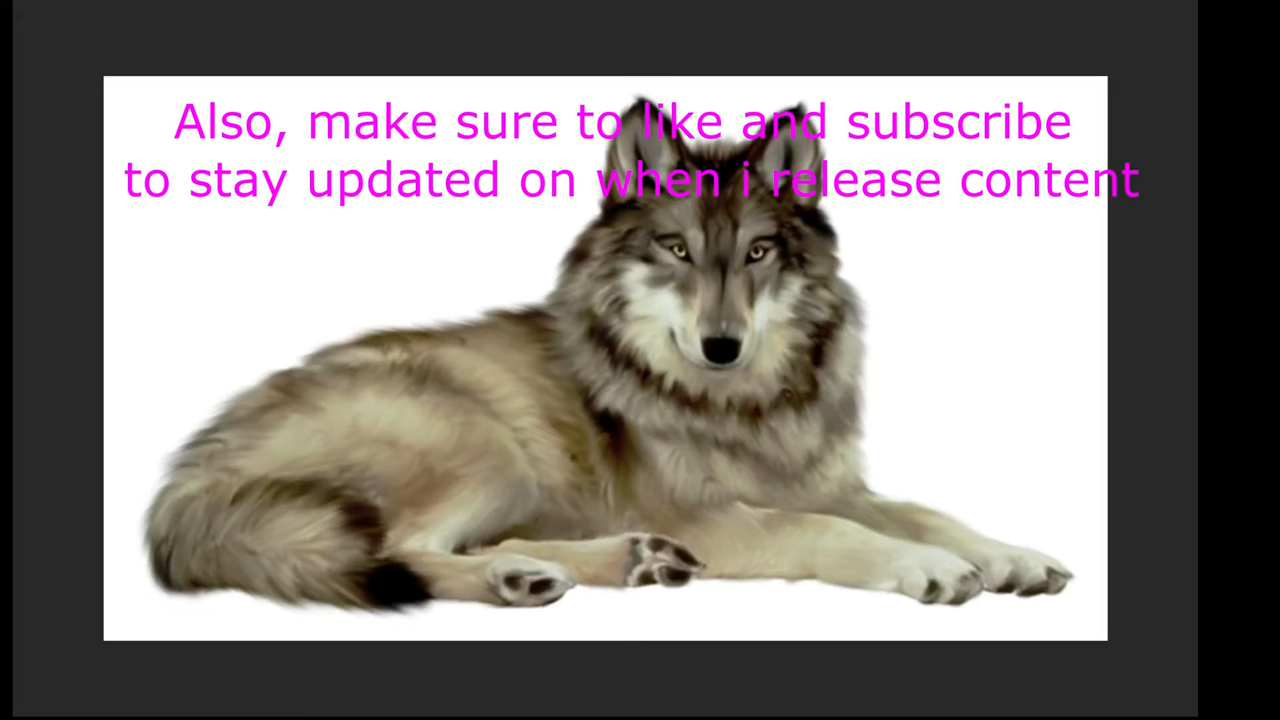 Also, make sure to like and subscribe
to stay updated on when i release content